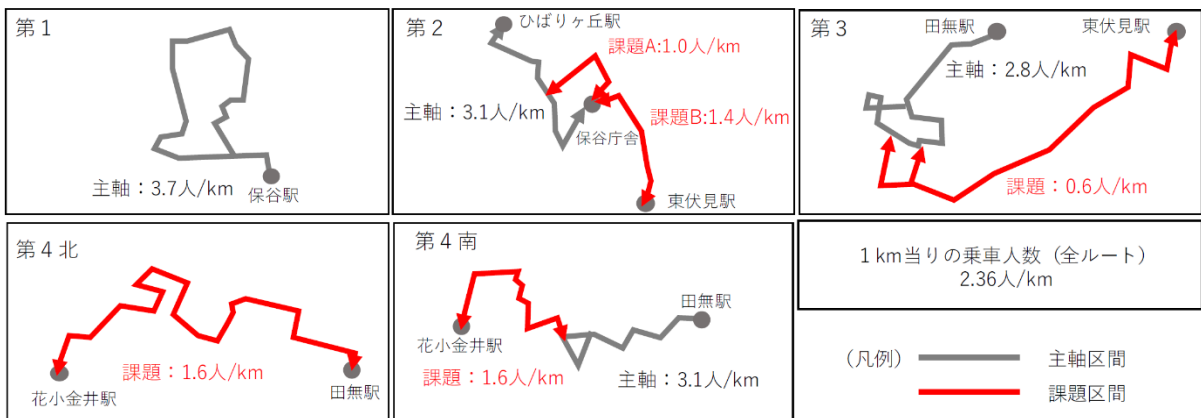 第１
主軸：3.7人/km
保谷駅
第２
ひばりヶ丘駅
課題A:1.0人/km
主軸：3.1人/km
課題B:1.4人/km
保谷庁舎
東伏見駅
第３
田無駅
東伏見駅
主軸：2.8人/km
課題：0.6人/km
第４北
花小金井駅
課題：1.6人/km
田無駅
第４南
田無駅
花小金井駅
課題：1.6人/km
主軸：3.1人/km
１km当りの乗車人数（全ルート）
2.36人/km
（凡例）
主軸区間
課題区間